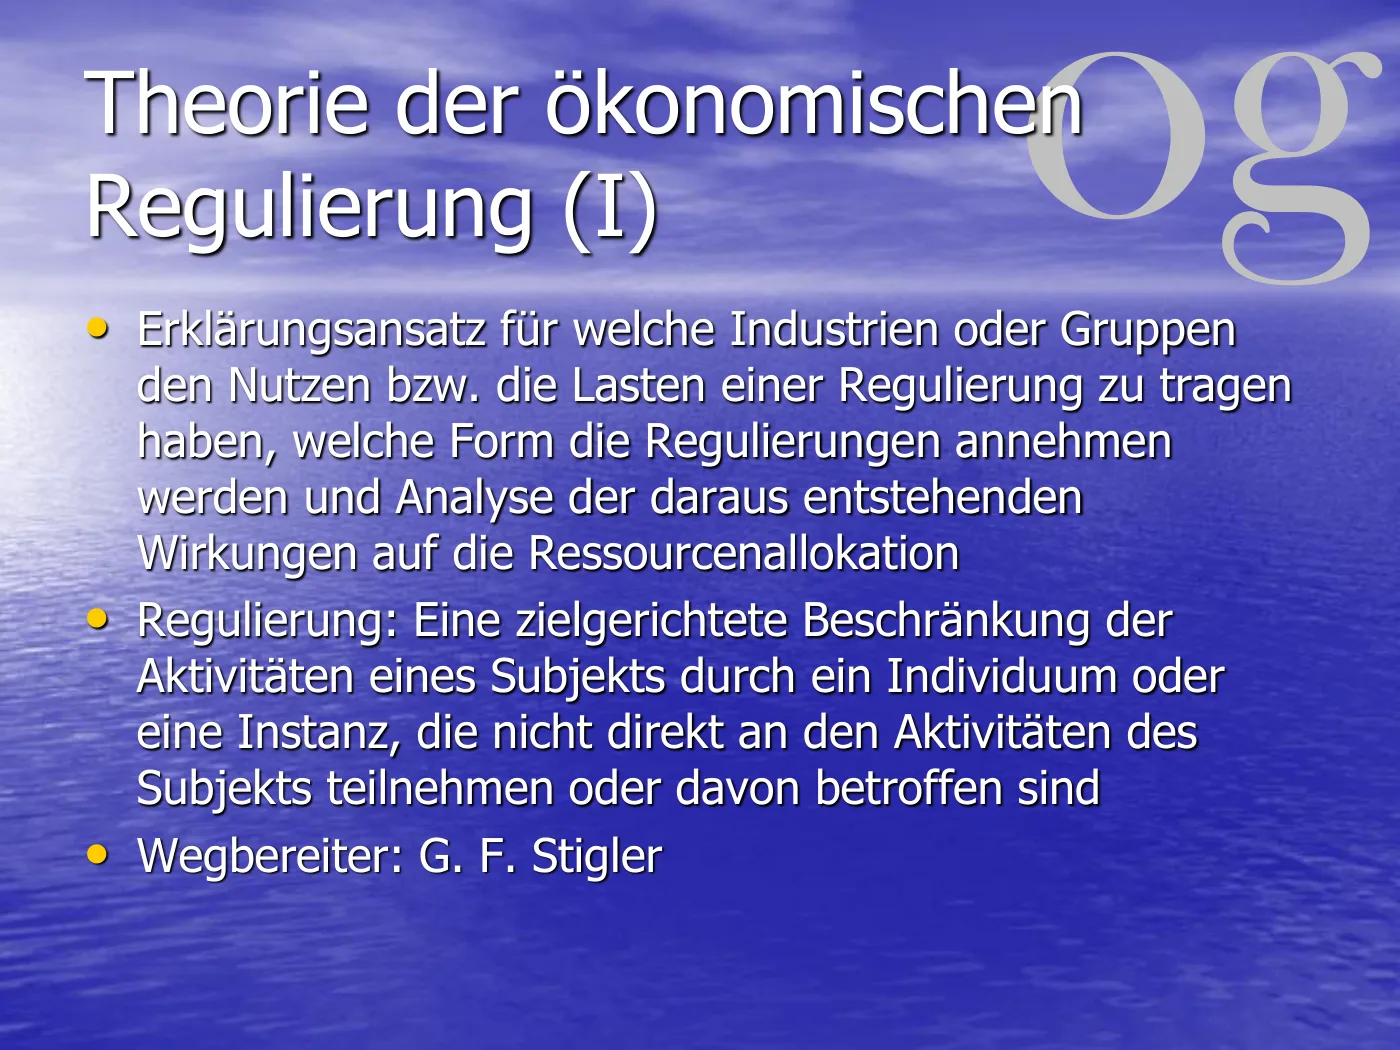 Theorie der ökonomischen
Regulierung (I)
og
• Erklärungsansatz für welche Industrien oder Gruppen
den Nutzen bzw. die Lasten einer Regulierung zu tragen
haben, welche Form die Regulierungen annehmen
werden und Analyse der daraus entstehenden
Wirkungen auf die Ressourcenallokation
• Regulierung: Eine zielgerichtete Beschränkung der
Aktivitäten eines Subjekts durch ein Individuum oder
eine Instanz, die nicht direkt an den Aktivitäten des
Subjekts teilnehmen oder davon betroffen sind
• Wegbereiter: G. F. Stigler